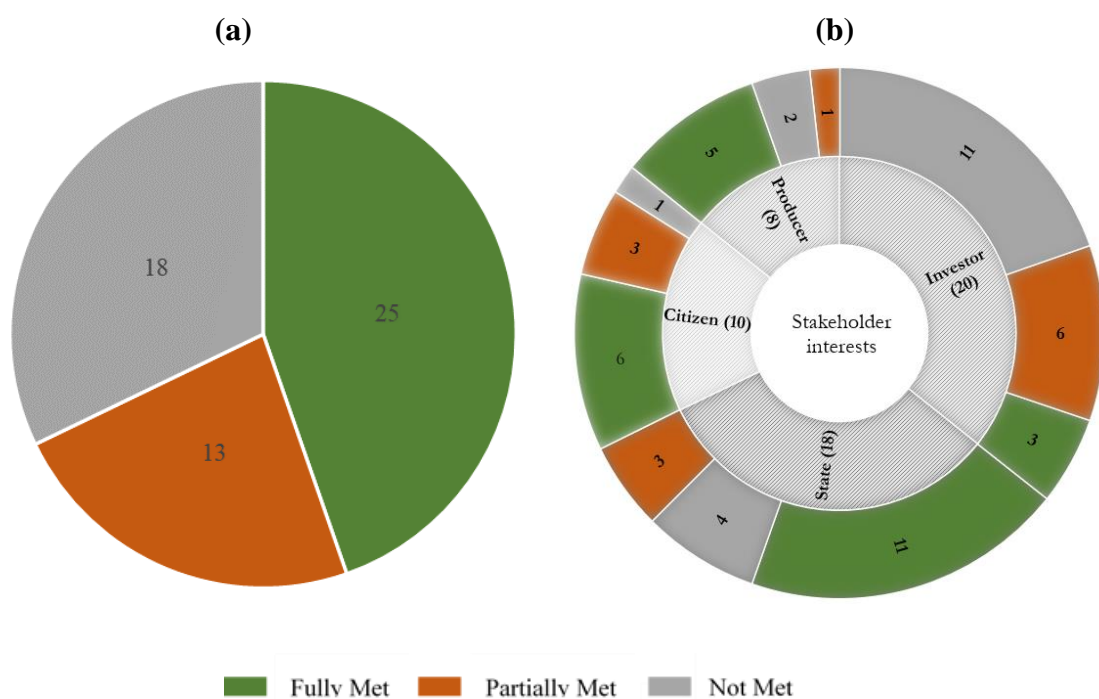 (a)
(b)
18
25
13
11
6
3
11
4
3
6
3
1
5
2
1
Investor
(20)
State (18)
Citizen (10)
Producer
(8)
Stakeholder
interests
Fully Met
Partially Met
Not Met